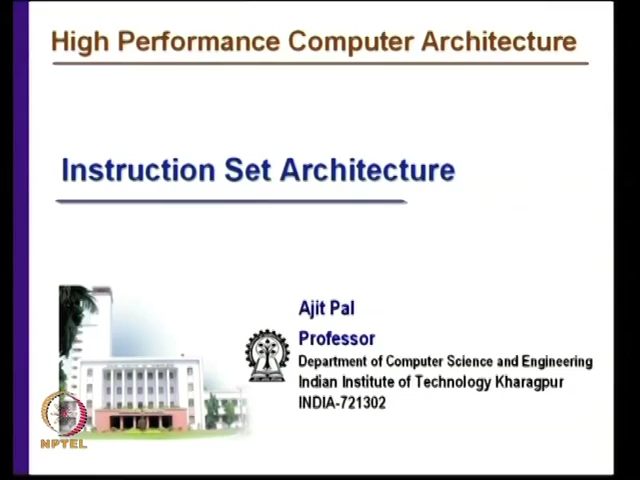 High Performance Computer Architecture
Instruction Set Architecture
Ajit Pal
Professor
Department of Computer Science and Engineering
Indian Institute of Technology Kharagpur
INDIA-721302
NPTEL